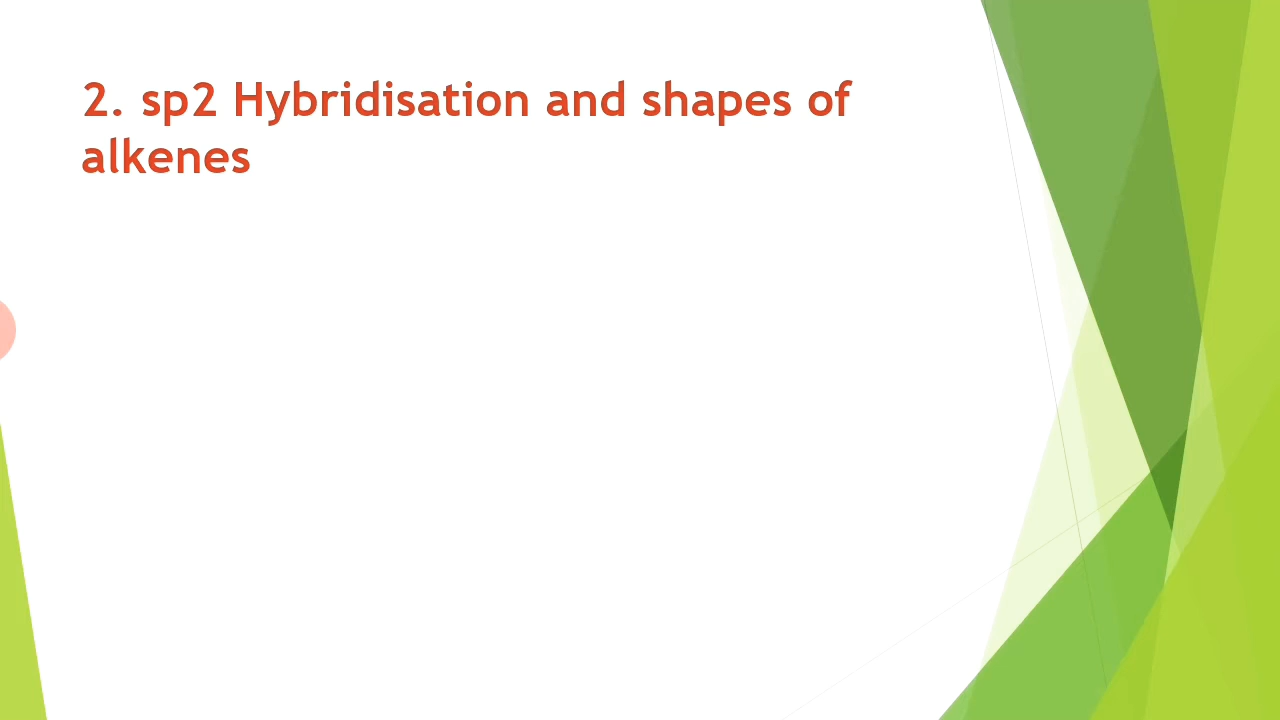 2. sp2 Hybridisation and shapes of
alkenes